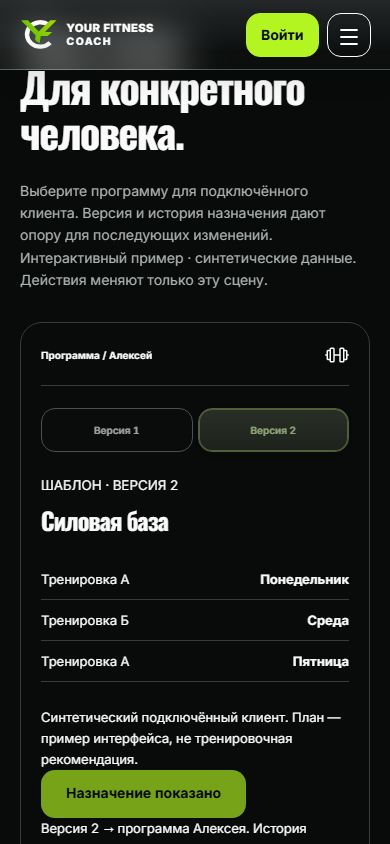 YOUR FITNESS
COACH
Войти
Для конкретного
человека.
Выберите программу для подключённого
клиента. Версия и история назначения дают
опору для последующих изменений.
Интерактивный пример · синтетические данные.
Действия меняют только эту сцену.
Программа / Алексей
Версия 1
Версия 2
ШАБЛОН · ВЕРСИЯ 2
Силовая база
Тренировка А
Понедельник
Тренировка Б
Среда
Тренировка А
Пятница
Синтетический подключённый клиент. План —
пример интерфейса, не тренировочная
рекомендация.
Назначение показано
Версия 2 → программа Алексея. История